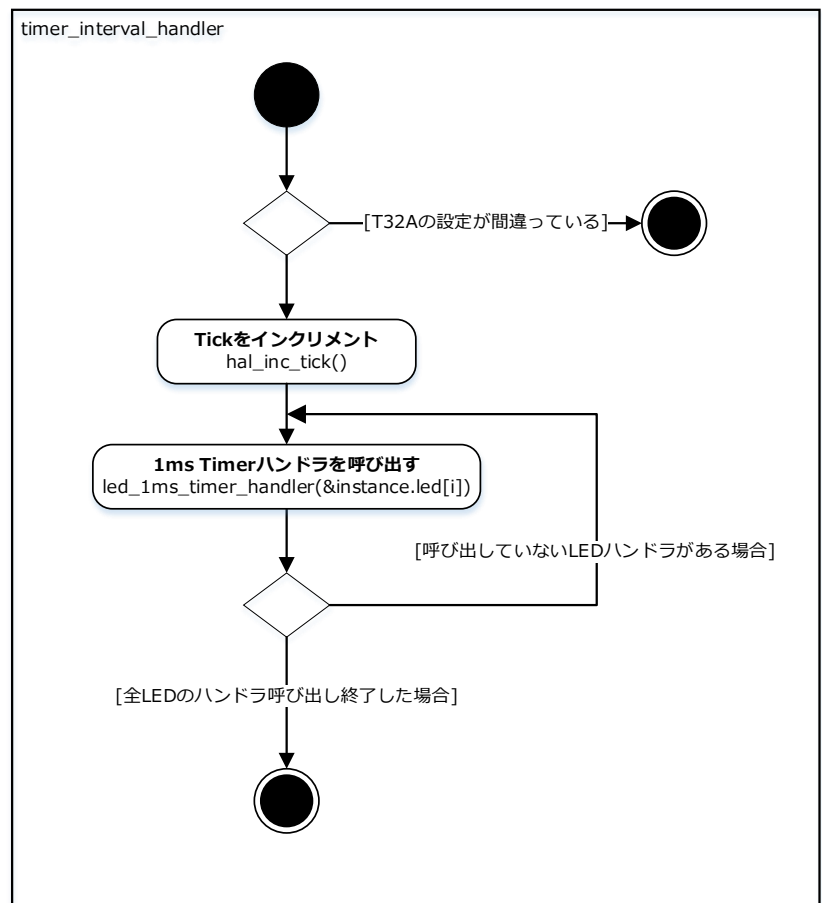 timer_interval_handler
[T32Aの設定が間違っている]
Tickをインクリメント
hal_inc_tick()
1ms Timerハンドラを呼び出す
led_1ms_timer_handler(&instance.led[i])
[呼び出していないLEDハンドラがある場合]
[全LEDのハンドラ呼び出し終了した場合]